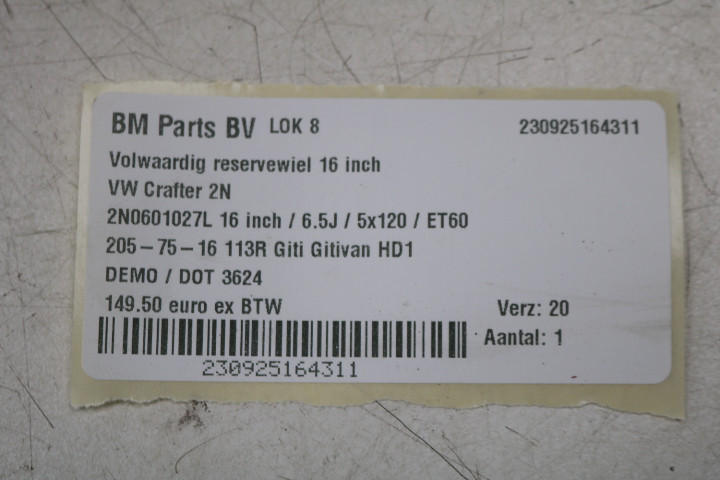 BM Parts BV LOK 8 230925164311
Volwaardig reservewiel 16 inch
VW Crafter 2N
2N0601027L 16 inch / 6.5J / 5x120 / ET60
205-75-16 113R Giti Gitivan HD1
DEMO / DOT 3624
149.50 euro ex BTW Verz: 20
Aantal: 1
230925164311